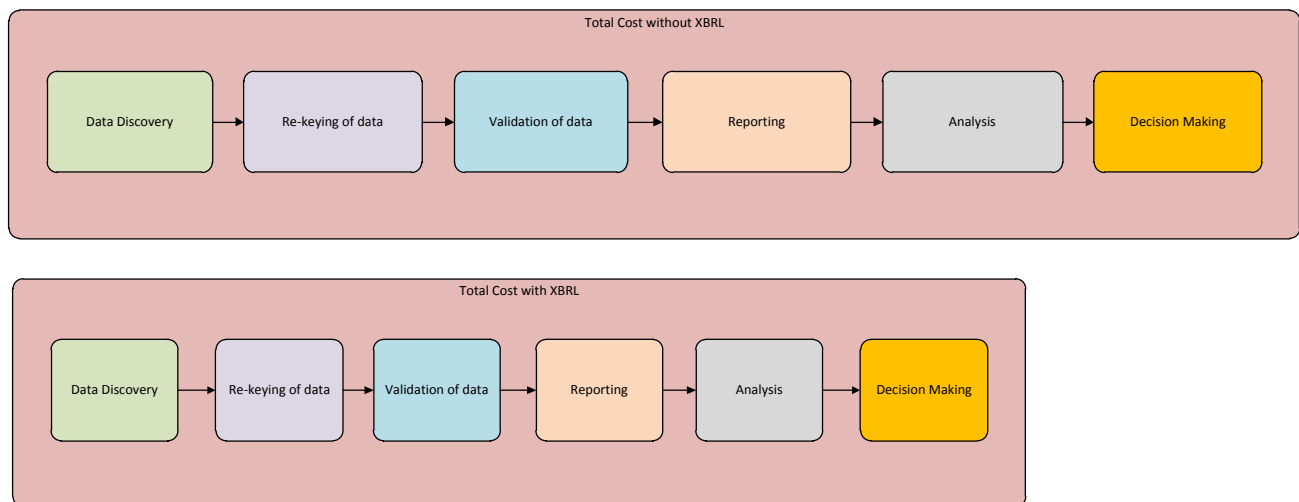 Total Cost without XBRL
Data Discovery
Re-keying of data
Validation of data
Reporting
Analysis
Decision Making
Total Cost with XBRL
Data Discovery
Re-keying of data
Validation of data
Reporting
Analysis
Decision Making